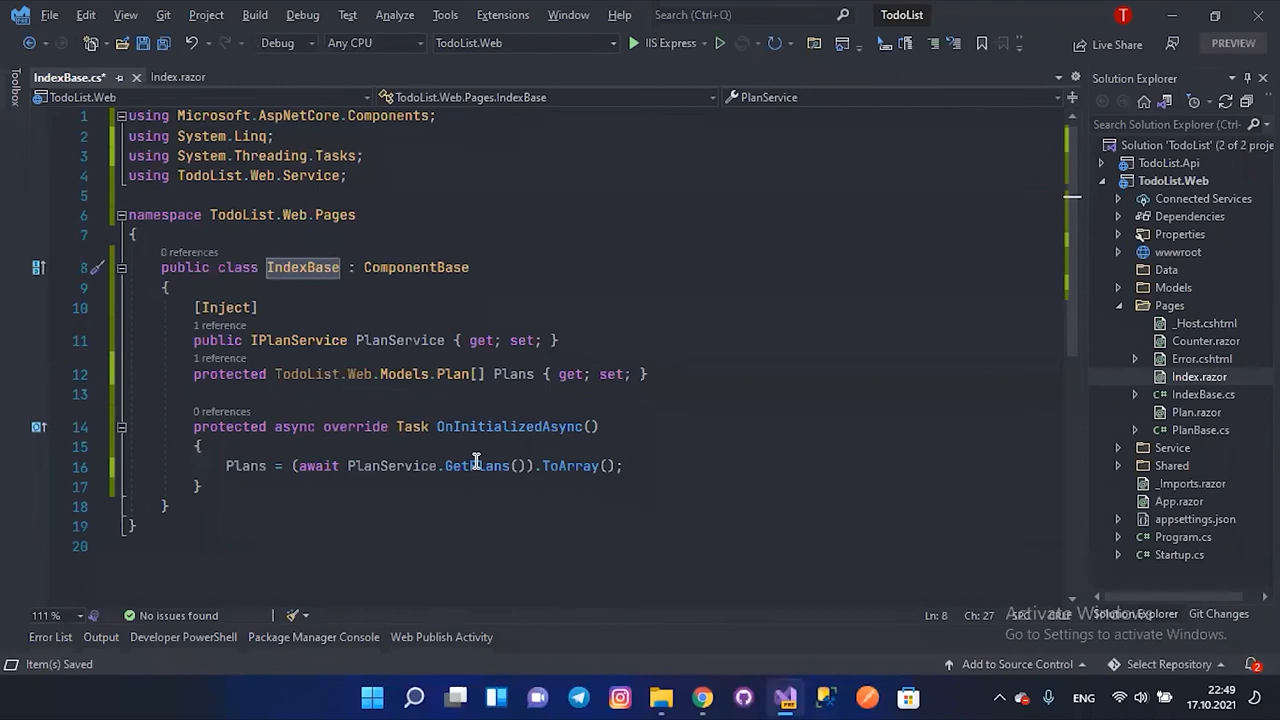 File Edit View Git Project Build Debug Test Analyze Tools Extensions Window Help Search (Ctrl+Q) TodoList T
Debug Any CPU TodoList.Web IIS Express Live Share PREVIEW
Toolbox
IndexBase.cs* Index.razor
TodoList.Web TodoList.Web.Pages.IndexBase PlanService
1 using Microsoft.AspNetCore.Components;
2 using System.Linq;
3 using System.Threading.Tasks;
4 using TodoList.Web.Service;
5
6 namespace TodoList.Web.Pages
7 {
0 references
8 public class IndexBase : ComponentBase
9 {
10 [Inject]
1 reference
11 public IPlanService PlanService { get; set; }
1 reference
12 protected TodoList.Web.Models.Plan[] Plans { get; set; }
13
0 references
14 protected async override Task OnInitializedAsync()
15 {
16 Plans = (await PlanService.GetPlans()).ToArray();
17 }
18 }
19 }
20
111 % No issues found Ln: 8 Ch: 27 SPC CRLF
Solution Explorer
Search Solution Explorer (Ctrl+
Solution 'TodoList' (2 of 2 proje
TodoList.Api
TodoList.Web
Connected Services
Dependencies
Properties
wwwroot
Data
Models
Pages
_Host.cshtml
Counter.razor
Error.cshtml
Index.razor
IndexBase.cs
Plan.razor
PlanBase.cs
Service
Shared
_Imports.razor
App.razor
appsettings.json
Program.cs
Startup.cs
Solution Explorer Git Changes
Activate Windows
Go to Settings to activate Windows.
Error List Output Developer PowerShell Package Manager Console Web Publish Activity
Item(s) Saved Add to Source Control Select Repository 2
PRE ENG 22:49
17.10.2021